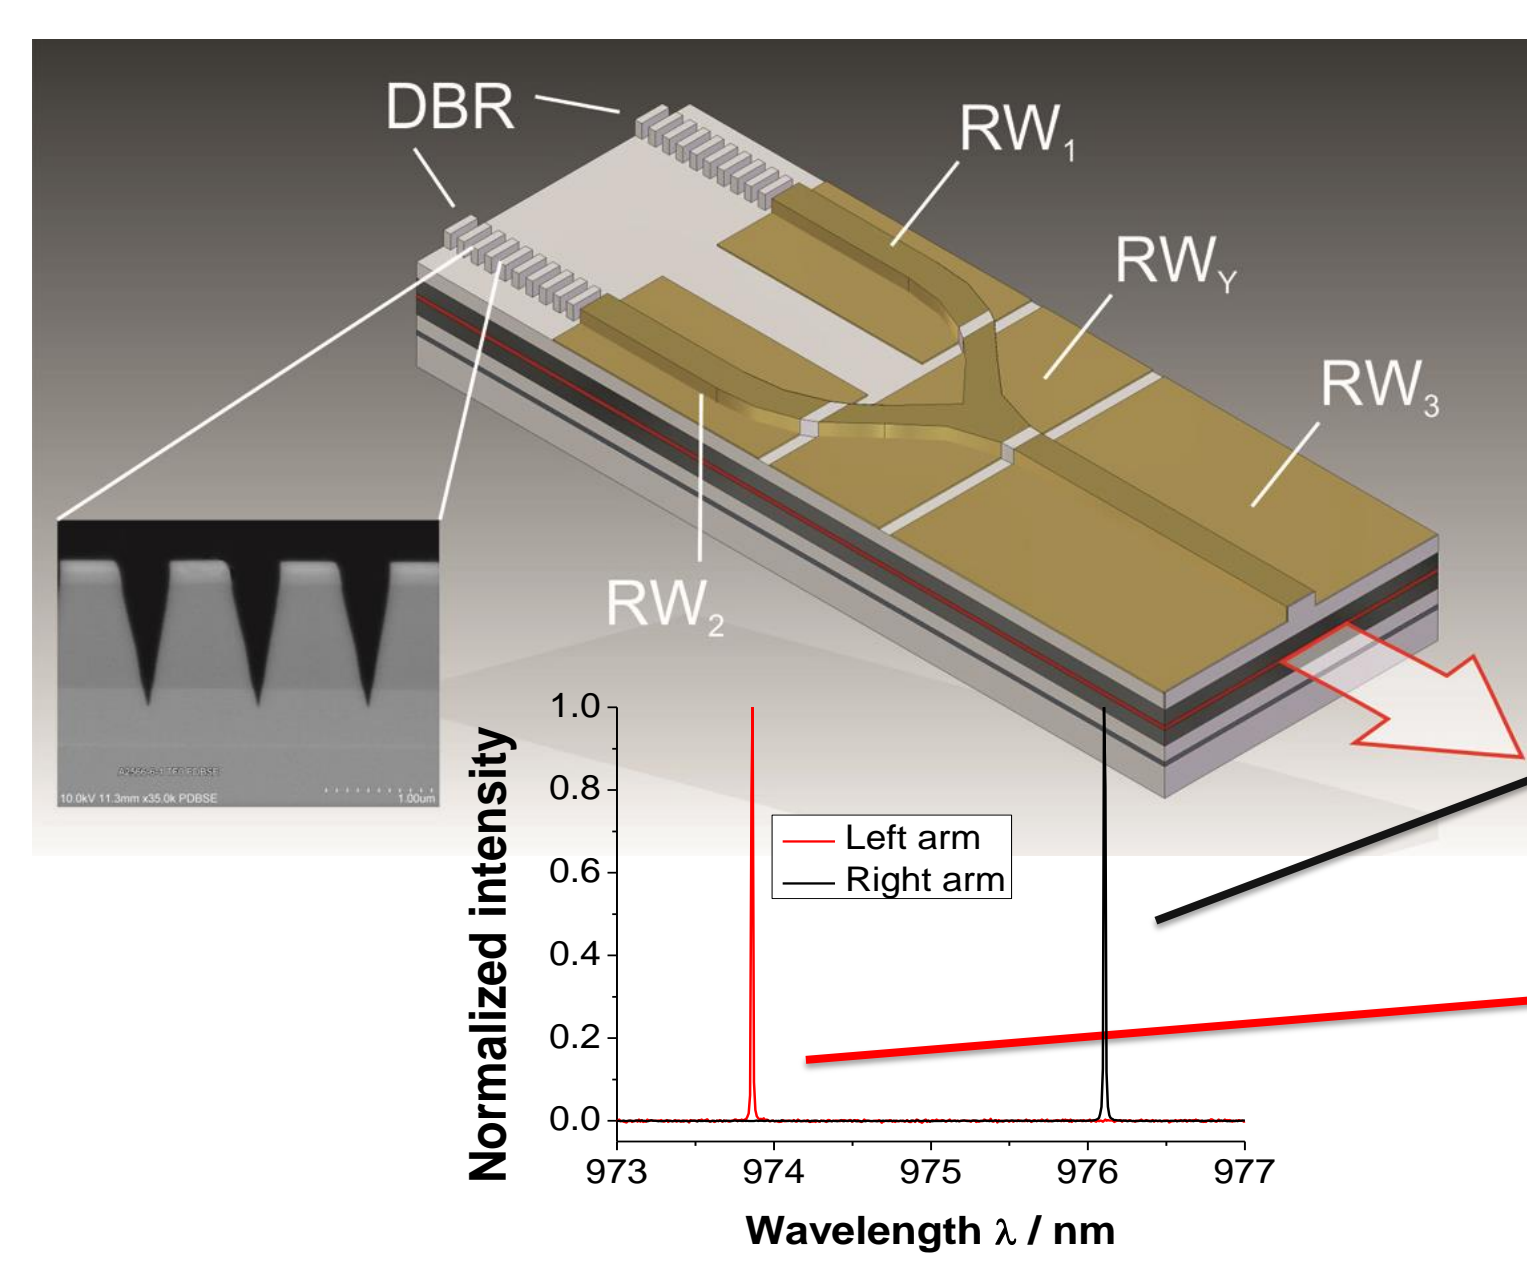 DBR
RW1
RWY
RW3
RW2
10.0kV 11.3mm x35.0k PDBSE
1.00um
1.0
0.8
0.6
0.4
0.2
0.0
Normalized intensity
Left arm
Right arm
973 974 975 976 977
Wavelength λ / nm